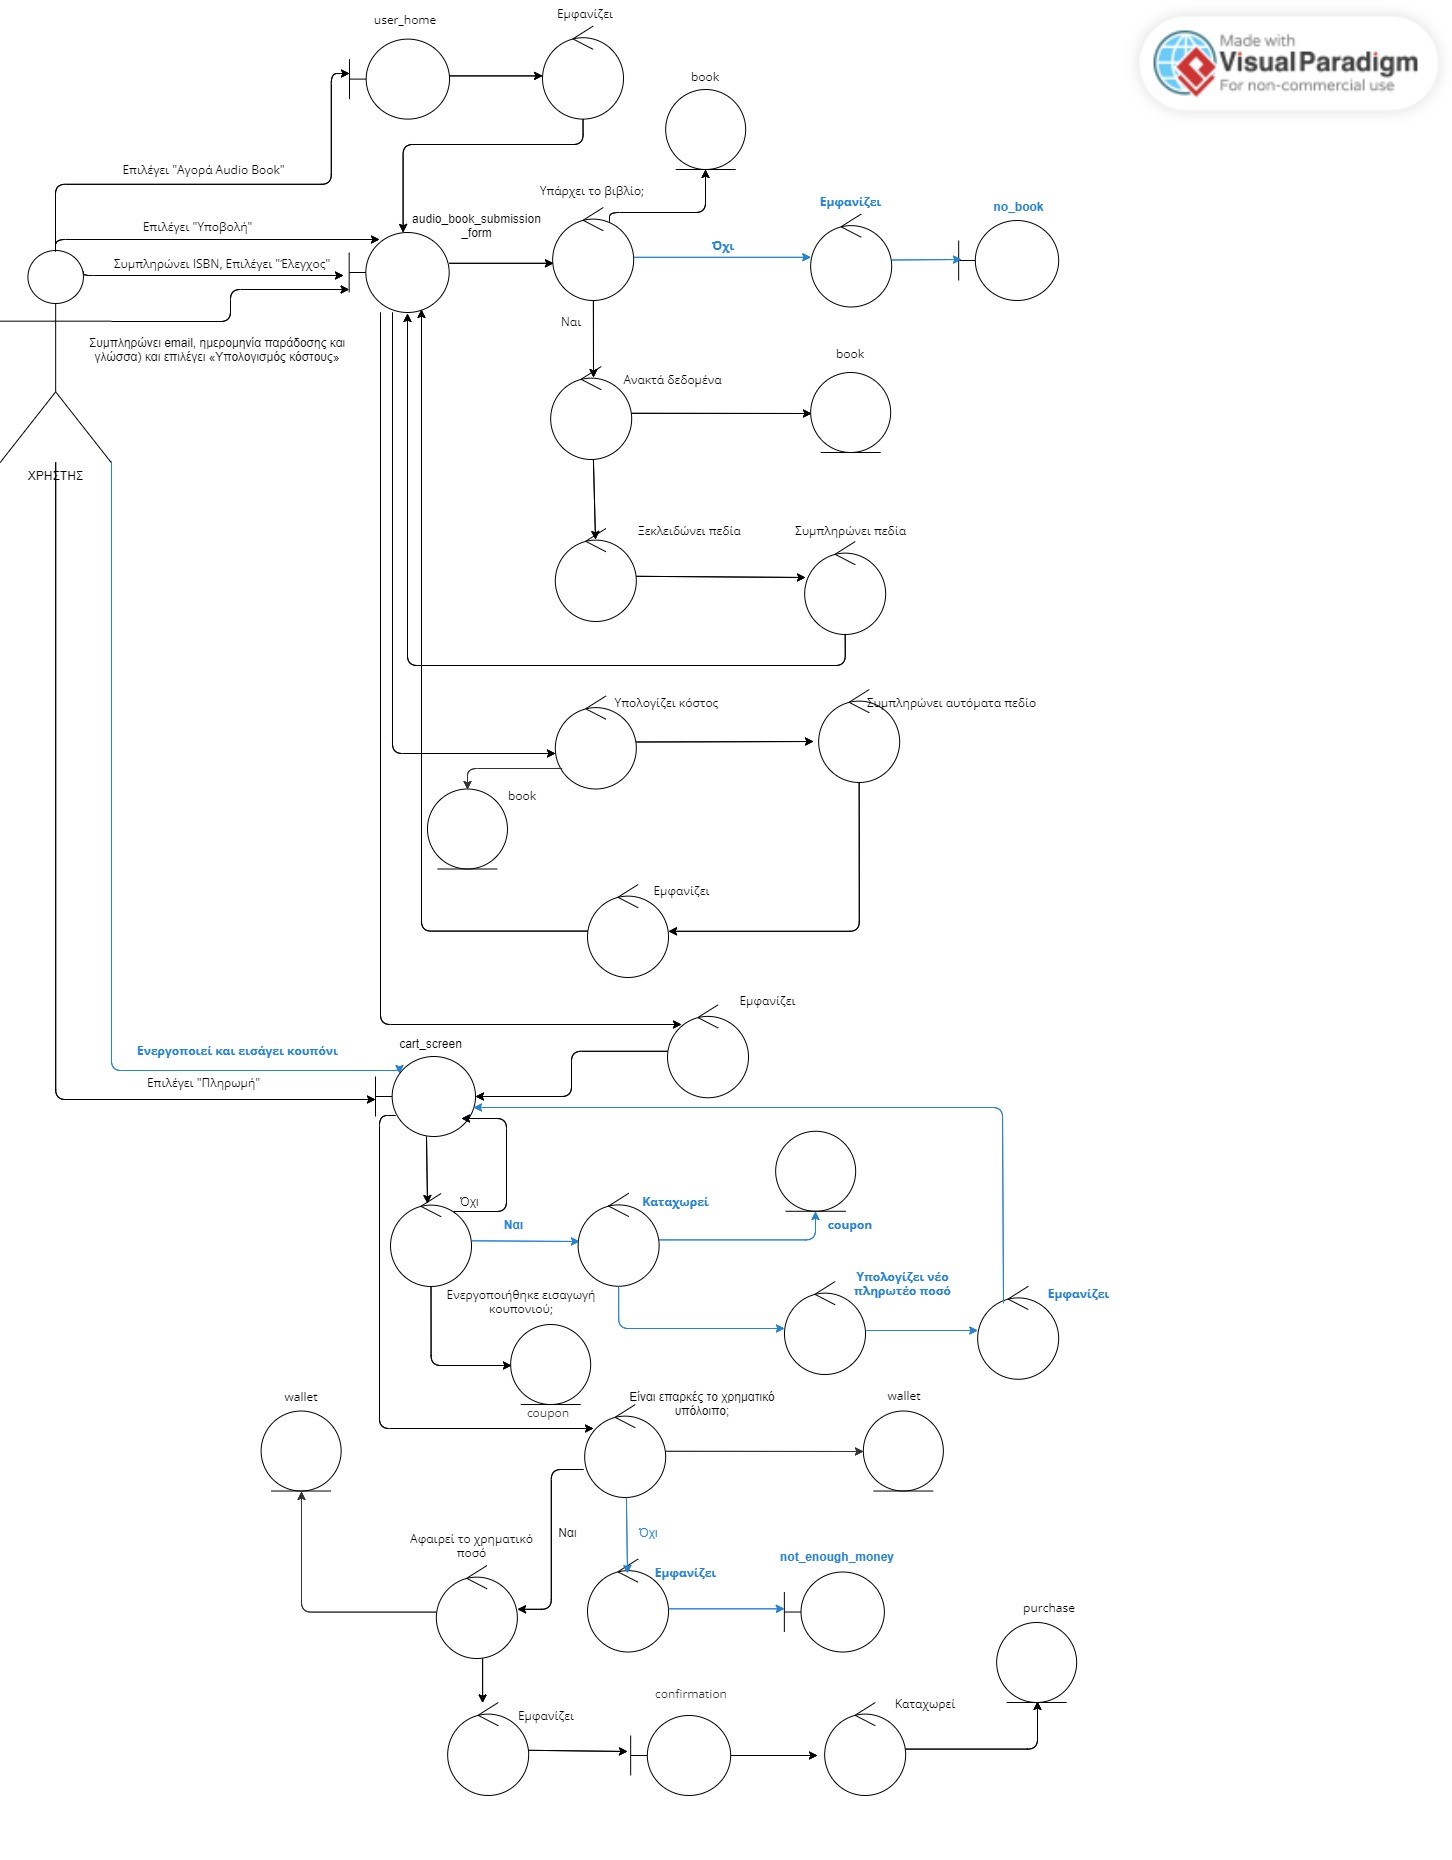 user_home
Εμφανίζει
Made with
VisualParadigm
For non-commercial use
book
Επιλέγει "Αγορά Audio Book"
Υπάρχει το βιβλίο;
Εμφανίζει
no_book
audio_book_submission
_form
Επιλέγει "Υποβολή"
Όχι
Συμπληρώνει ISBN, Επιλέγει "Έλεγχος"
Ναι
Συμπληρώνει email, ημερομηνία παράδοσης και
γλώσσα) και επιλέγει «Υπολογισμός κόστους»
book
Ανακτά δεδομένα
ΧΡΗΣΤΗΣ
Ξεκλειδώνει πεδία
Συμπληρώνει πεδία
Υπολογίζει κόστος
Συμπληρώνει αυτόματα πεδίο
book
Εμφανίζει
Εμφανίζει
cart_screen
Ενεργοποιεί και εισάγει κουπόνι
Επιλέγει "Πληρωμή"
Όχι
Καταχωρεί
Ναι
coupon
Υπολογίζει νέο
πληρωτέο ποσό
Εμφανίζει
Ενεργοποιήθηκε εισαγωγή
κουπονιού;
wallet
Είναι επαρκές το χρηματικό
υπόλοιπο;
wallet
coupon
Αφαιρεί το χρηματικό
ποσό
Ναι
Όχι
not_enough_money
Εμφανίζει
purchase
confirmation
Καταχωρεί
Εμφανίζει